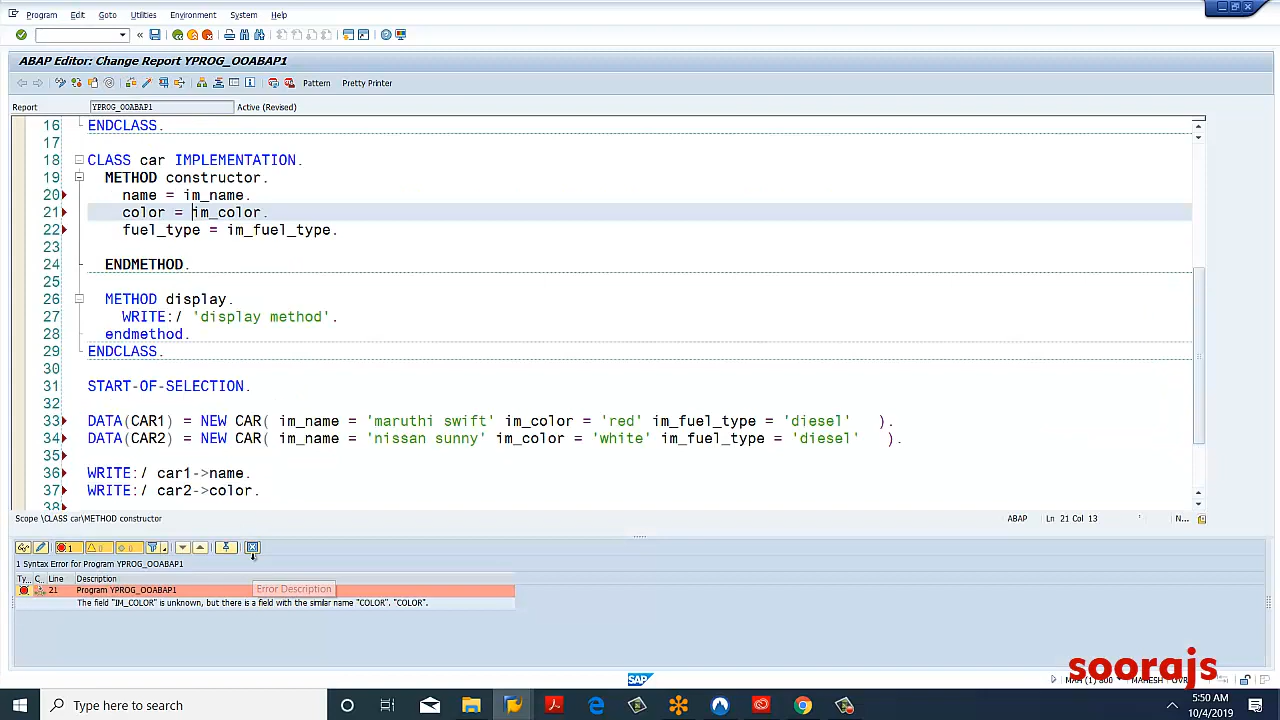 Program Edit Goto Utilities Environment System Help
ABAP Editor: Change Report YPROG_OOABAP1
Pattern Pretty Printer
Report YPROG_OOABAP1 Active (Revised)
16 ENDCLASS.
17
18 CLASS car IMPLEMENTATION.
19 METHOD constructor.
20 name = im_name.
21 color = im_color.
22 fuel_type = im_fuel_type.
23
24 ENDMETHOD.
25
26 METHOD display.
27 WRITE:/ 'display method'.
28 endmethod.
29 ENDCLASS.
30
31 START-OF-SELECTION.
32
33 DATA(CAR1) = NEW CAR( im_name = 'maruthi swift' im_color = 'red' im_fuel_type = 'diesel' ).
34 DATA(CAR2) = NEW CAR( im_name = 'nissan sunny' im_color = 'white' im_fuel_type = 'diesel' ).
35
36 WRITE:/ car1->name.
37 WRITE:/ car2->color.
38
Scope \CLASS car\METHOD constructor ABAP Ln 21 Col 13 N...
1 Syntax Error for Program YPROG_OOABAP1
Ty... C... Line Description
21 Program YPROG_OOABAP1
Error Description
The field "IM_COLOR" is unknown, but there is a field with the similar name "COLOR". "COLOR".
soorajs
SAP
Type here to search
5:50 AM
10/4/2019